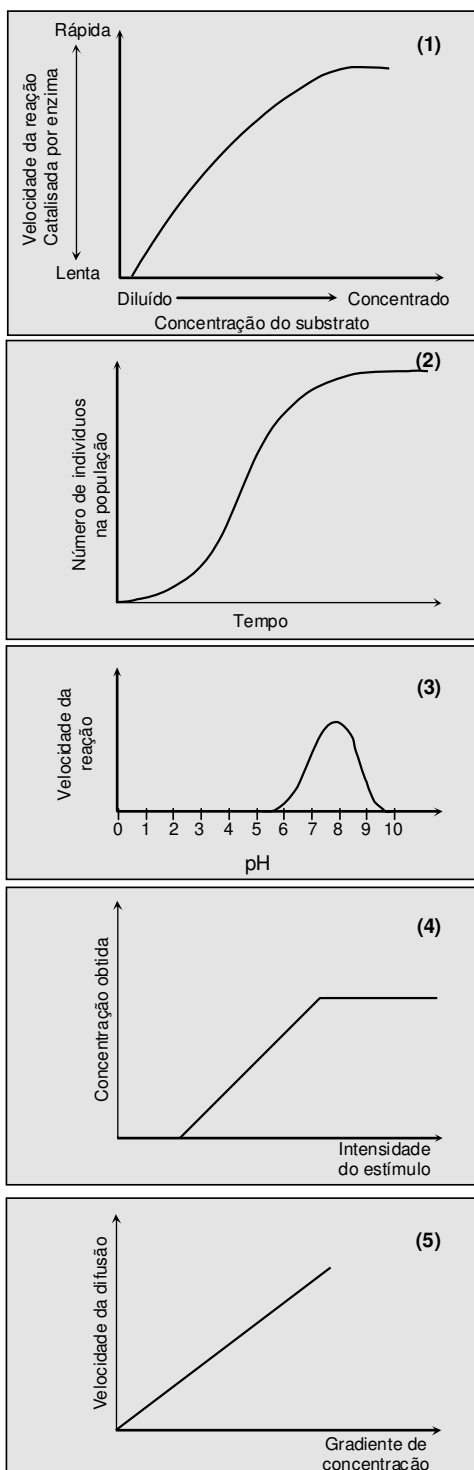 Rápida
(1)
Velocidade da reação
Catalisada por enzima
Lenta
Diluído
Concentrado
Concentração do substrato
(2)
Número de indivíduos
na população
Tempo
(3)
Velocidade da
reação
0 1 2 3 4 5 6 7 8 9 10
pH
(4)
Concentração obtida
Intensidade
do estímulo
(5)
Velocidade da difusão
Gradiente de
concentração